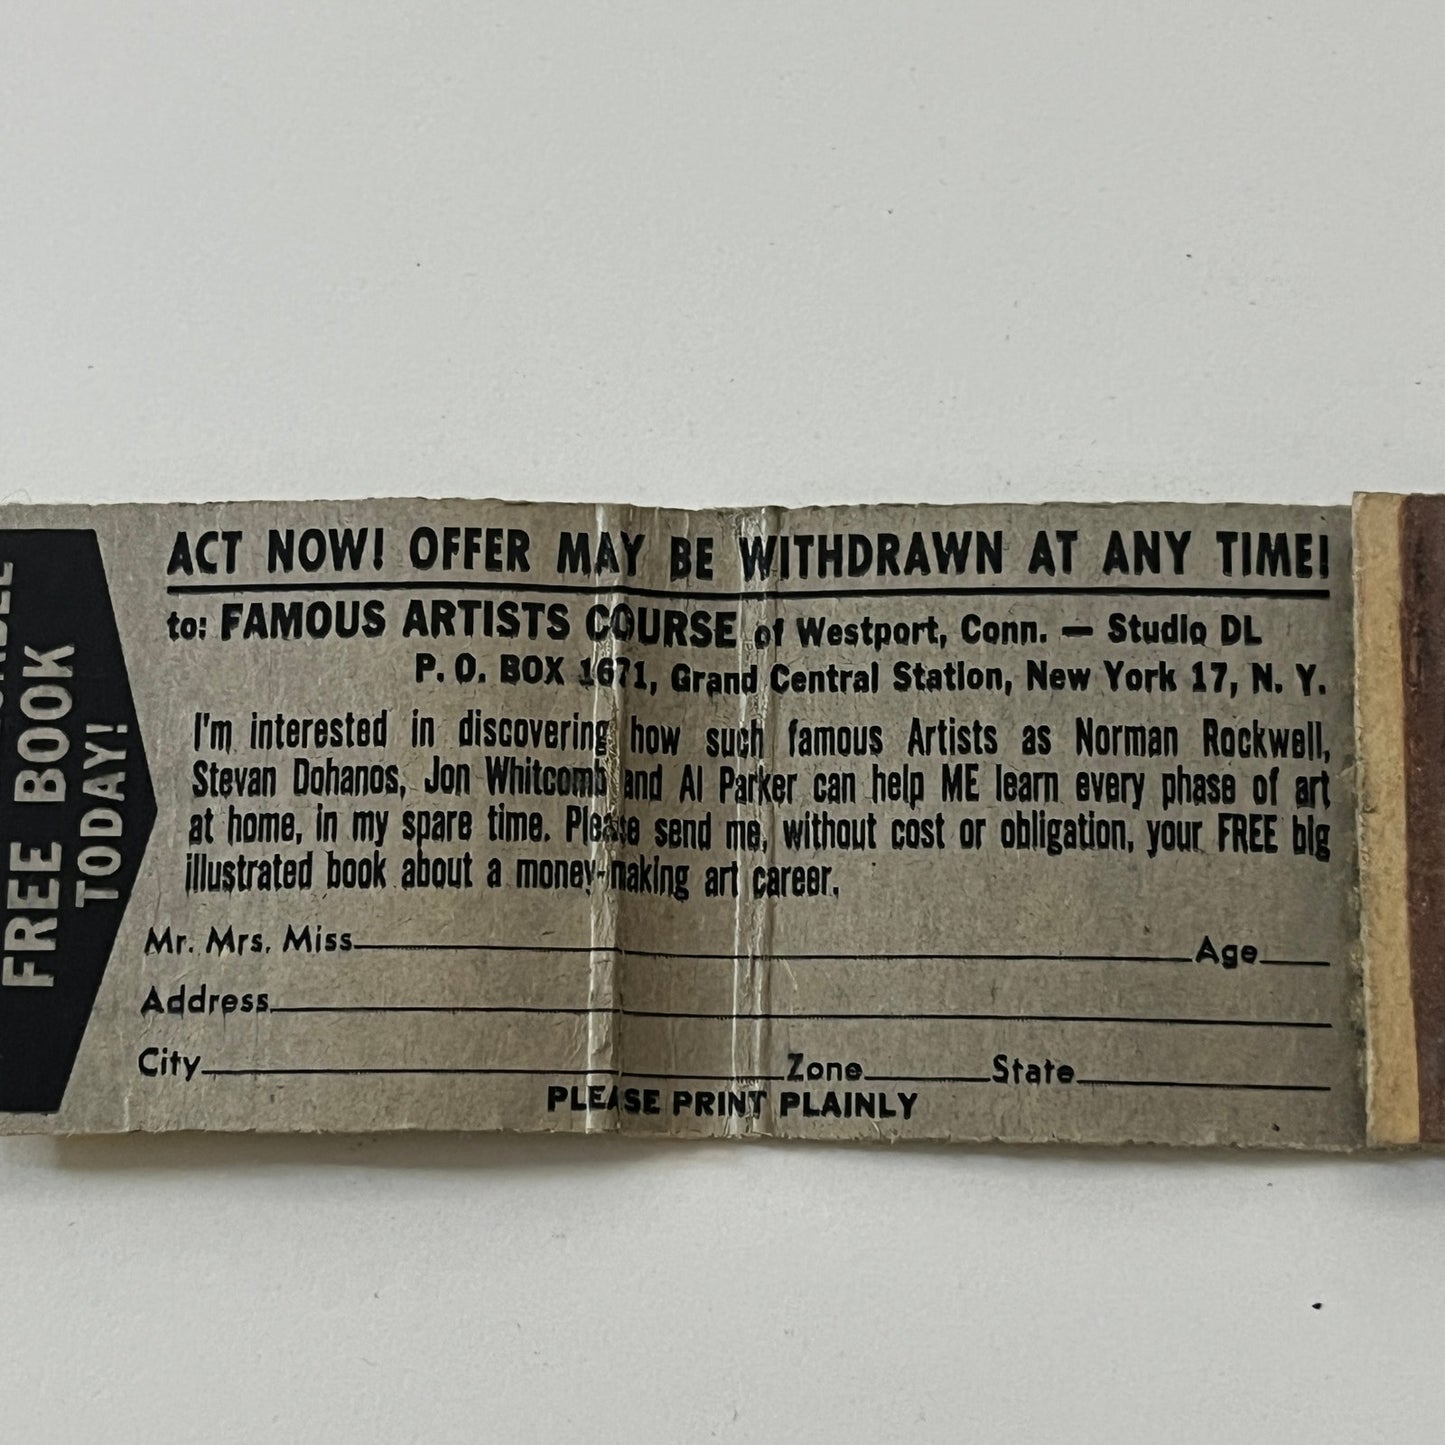 FREE BOOK
TODAY!
ACT NOW! OFFER MAY BE WITHDRAWN AT ANY TIME!
to: FAMOUS ARTISTS COURSE of Westport, Conn. — Studio DL
P. O. BOX 1671, Grand Central Station, New York 17, N. Y.
I'm interested in discovering how such famous Artists as Norman Rockwell,
Stevan Dohanos, Jon Whitcomb and Al Parker can help ME learn every phase of art
at home, in my spare time. Please send me, without cost or obligation, your FREE big
illustrated book about a money-making art career.
Mr. Mrs. Miss Age
Address
City Zone State
PLEASE PRINT PLAINLY